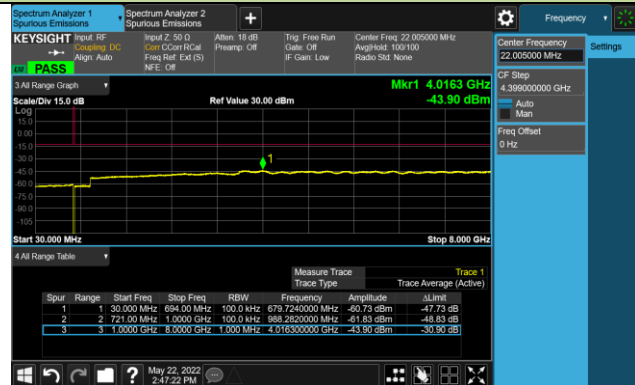 Spectrum Analyzer 1
Spurious Emissions
Spectrum Analyzer 2
Spurious Emissions
Frequency
KEYSIGHT
Input: RF
Coupling: DC
Align: Auto
Input Z: 50 Ω
Corr CCorr RCal
Freq Ref: Ext (S)
NFE: Off
Atten: 18 dB
Preamp: Off
Trig: Free Run
Gate: Off
IF Gain: Low
Center Freq: 22.005000 MHz
Avg|Hold: 100/100
Radio Std: None
PASS
3 All Range Graph
Mkr1 4.0163 GHz
Scale/Div 15.0 dB
Ref Value 30.00 dBm
-43.90 dBm
Log
15.0
0.00
-15.0
-30.0
-45.0
-60.0
-75.0
-90.0
-105
1
Start 30.000 MHz
Stop 8.000 GHz
4 All Range Table
Measure Trace Trace 1
Trace Type Trace Average (Active)
Spur Range Start Freq Stop Freq RBW Frequency Amplitude ΔLimit
1 1 30.000 MHz 694.00 MHz 100.0 kHz 679.7240000 MHz -60.73 dBm -47.73 dB
2 2 721.00 MHz 1.0000 GHz 100.0 kHz 988.2820000 MHz -61.83 dBm -48.83 dB
3 3 1.0000 GHz 8.0000 GHz 1.000 MHz 4.016300000 GHz -43.90 dBm -30.90 dB
May 22, 2022
2:47:22 PM
Center Frequency
22.005000 MHz
Settings
CF Step
4.399000000 GHz
Auto
Man
Freq Offset
0 Hz